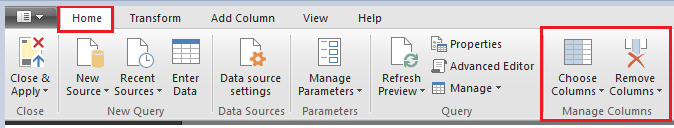 Home Transform Add Column View Help
Close & Apply
New Source
Recent Sources
Enter Data
Data source settings
Manage Parameters
Refresh Preview
Properties
Advanced Editor
Manage
Choose Columns
Remove Columns
Close New Query Data Sources Parameters Query Manage Columns